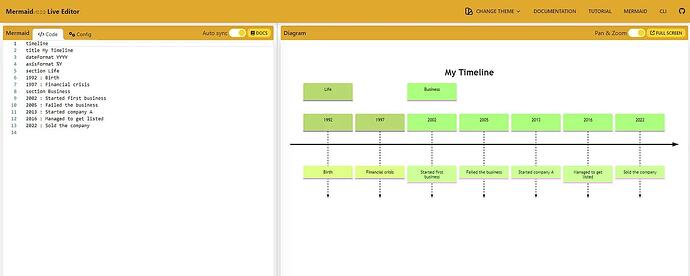 Mermaid v10.2.0 Live Editor
CHANGE THEME
DOCUMENTATION
TUTORIAL
MERMAID
CLI
Mermaid
Code
Config
Auto sync
DOCS
1 timeline
2 title My Timeline
3 dateFormat YYYY
4 axisFormat %Y
5 section Life
6 1992 : Birth
7 1997 : Financial crisis
8 section Business
9 2002 : Started first business
10 2005 : Failed the business
11 2013 : Started company A
12 2016 : Managed to get listed
13 2022 : Sold the company
14
Diagram
Pan & Zoom
FULL SCREEN
My Timeline
Life
Business
1992
1997
2002
2005
2013
2016
2022
Birth
Financial crisis
Started first
business
Failed the business
Started company A
Managed to get
listed
Sold the company